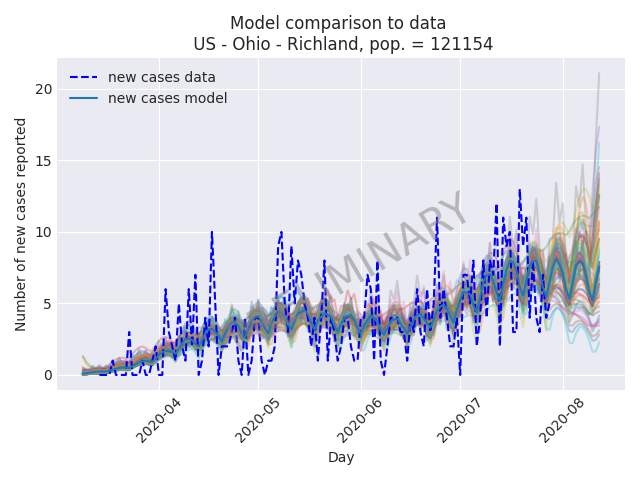 Model comparison to data
US - Ohio - Richland, pop. = 121154
new cases data
new cases model
Number of new cases reported
20
15
10
5
0
2020-04
2020-05
2020-06
2020-07
2020-08
Day